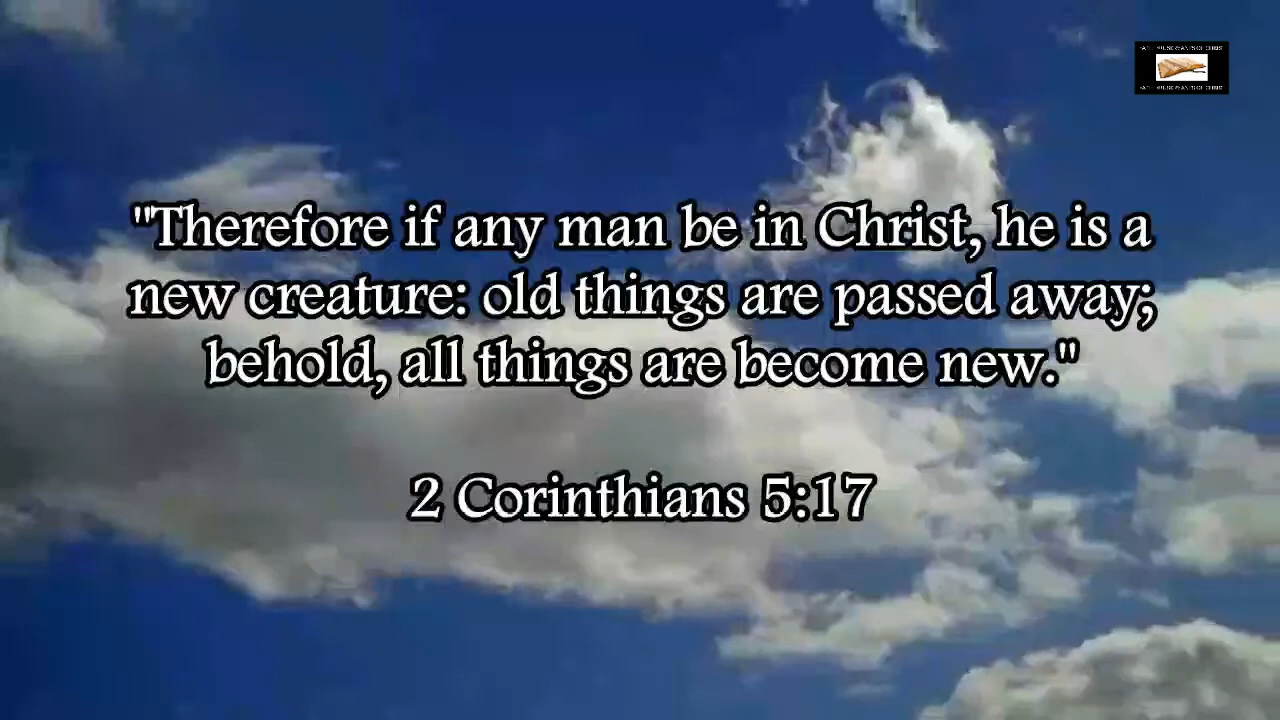 "Therefore if any man be in Christ, he is a
new creature: old things are passed away;
behold, all things are become new."
2 Corinthians 5:17